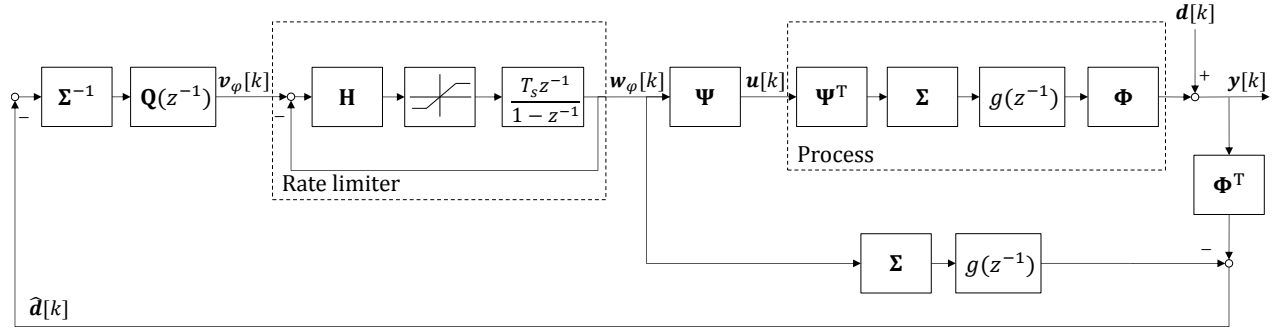 𝒅[k]
−
𝚺⁻¹
𝐐(z⁻¹)
𝒗_φ[k]
−
𝐇
T_s z⁻¹
1 − z⁻¹
𝒘_φ[k]
𝚿
𝒖[k]
𝚿ᵀ
𝚺
g(z⁻¹)
𝚽
+
𝒚[k]
Rate limiter
Process
𝚽ᵀ
𝚺
g(z⁻¹)
−
𝒅̂[k]